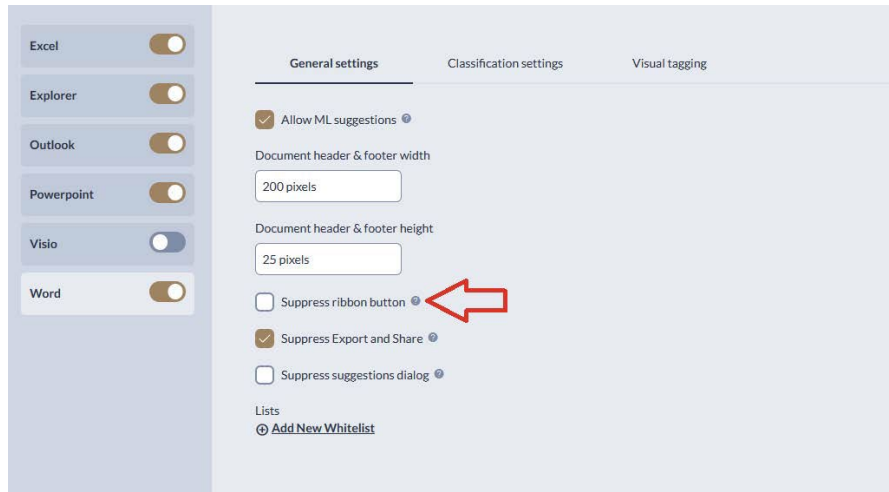 Excel
Explorer
Outlook
Powerpoint
Visio
Word
General settings
Classification settings
Visual tagging
Allow ML suggestions ?
Document header & footer width
200 pixels
Document header & footer height
25 pixels
Suppress ribbon button ?
Suppress Export and Share ?
Suppress suggestions dialog ?
Lists
Add New Whitelist